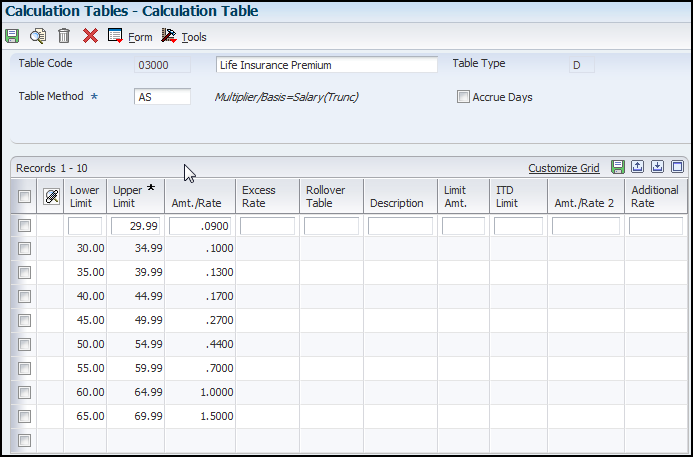 Calculation Tables - Calculation Table
Form Tools
Table Code 03000 Life Insurance Premium Table Type D
Table Method * AS Multiplier/Basis=Salary(Trunc) Accrue Days
Records 1 - 10 Customize Grid
Lower Limit Upper * Limit Amt./Rate Excess Rate Rollover Table Description Limit Amt. ITD Limit Amt./Rate 2 Additional Rate
29.99 .0900
30.00 34.99 .1000
35.00 39.99 .1300
40.00 44.99 .1700
45.00 49.99 .2700
50.00 54.99 .4400
55.00 59.99 .7000
60.00 64.99 1.0000
65.00 69.99 1.5000